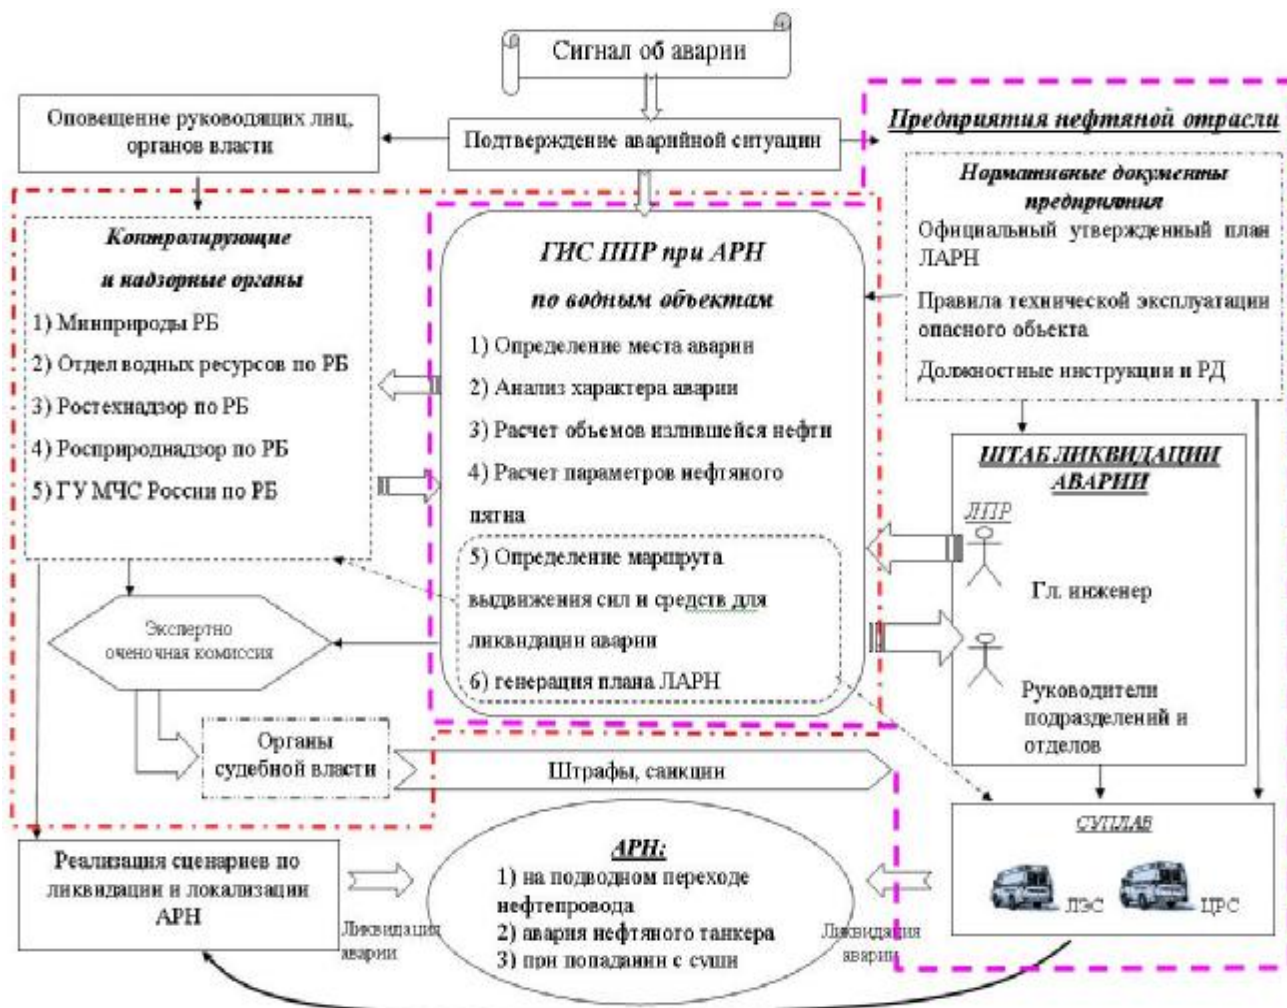 Сигнал об аварии
Оповещение руководящих лиц,
органов власти
Подтверждение аварийной ситуации
Предприятия нефтяной отрасли
Нормативные документы
предприятия
Официальный утвержденный план
ЛАРН
Правила технической эксплуатации
опасного объекта
Должностные инструкции и РД
Контролирующие
и надзорные органы
1) Минприроды РБ
2) Отдел водных ресурсов по РБ
3) Ростехнадзор по РБ
4) Росприроднадзор по РБ
5) ГУ МЧС России по РБ
ГИС ППР при АРН
по водным объектам
1) Определение места аварии
2) Анализ характера аварии
3) Расчет объемов излившейся нефти
4) Расчет параметров нефтяного
пятна
5) Определение маршрута
выдвижения сил и средств для
ликвидации аварии
6) генерация плана ЛАРН
ШТАБ ЛИКВИДАЦИИ
АВАРИИ
ЛПР
Гл. инженер
Руководители
подразделений и
отделов
Экспертно
оченочная комиссия
Органы
судебной власти
Штрафы, санкции
СУПЛАВ
ЛЭС
ЦРС
Реализация сценариев по
ликвидации и локализации
АРН
Ликвидация
аварии
АРН:
1) на подводном переходе
нефтепровода
2) авария нефтяного танкера
3) при попадании с суши
Ликвидация
аварии